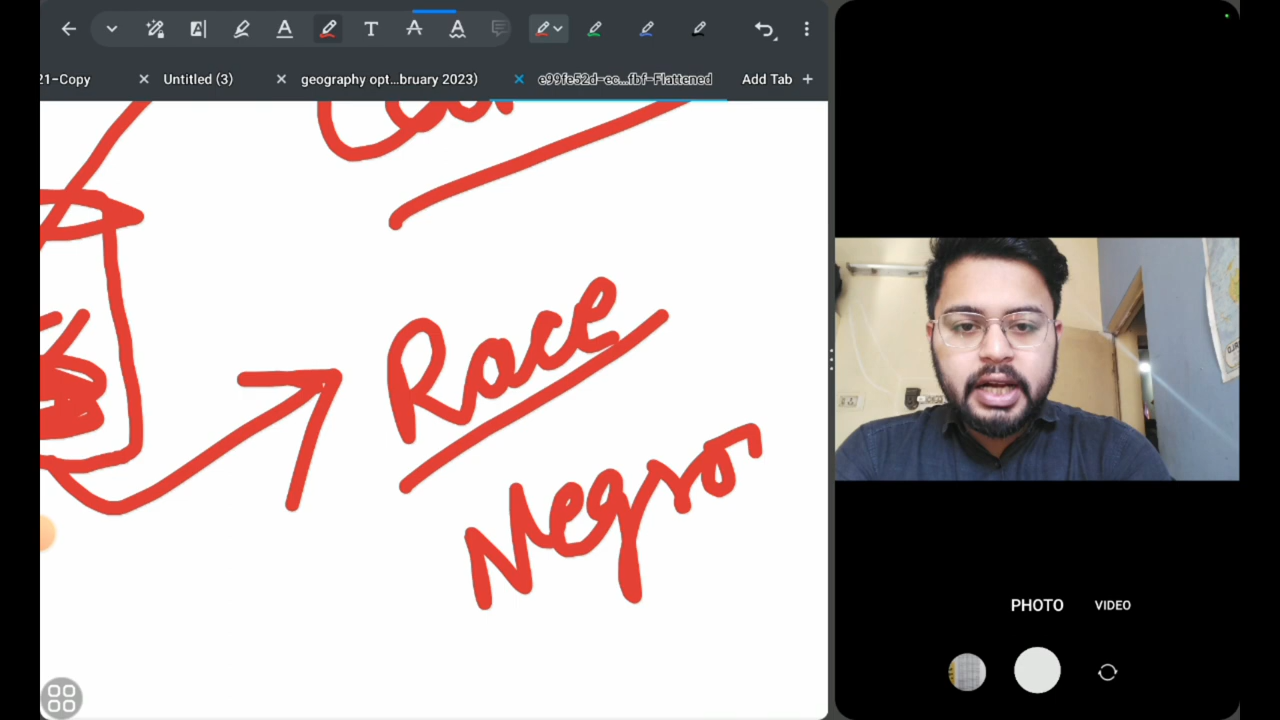 21-Copy Untitled (3) geography opt...bruary 2023) e99fe52d-ec...fbf-Flattened Add Tab +
Race
Negro
PHOTO VIDEO